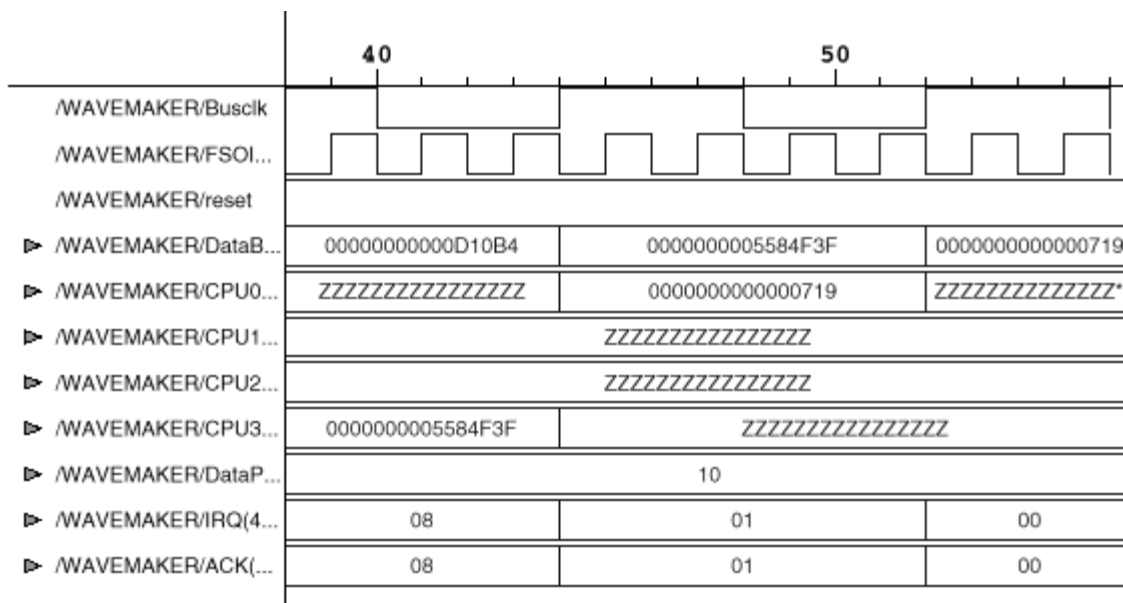 40 50
/WAVEMAKER/Busclk
/WAVEMAKER/FSOI...
/WAVEMAKER/reset
/WAVEMAKER/DataB... 00000000000D10B4 0000000005584F3F 0000000000000719
/WAVEMAKER/CPU0... ZZZZZZZZZZZZZZZZ 0000000000000719 ZZZZZZZZZZZZZZ*
/WAVEMAKER/CPU1... ZZZZZZZZZZZZZZZZ
/WAVEMAKER/CPU2... ZZZZZZZZZZZZZZZZ
/WAVEMAKER/CPU3... 0000000005584F3F ZZZZZZZZZZZZZZZZ
/WAVEMAKER/DataP... 10
/WAVEMAKER/IRQ(4... 08 01 00
/WAVEMAKER/ACK(... 08 01 00